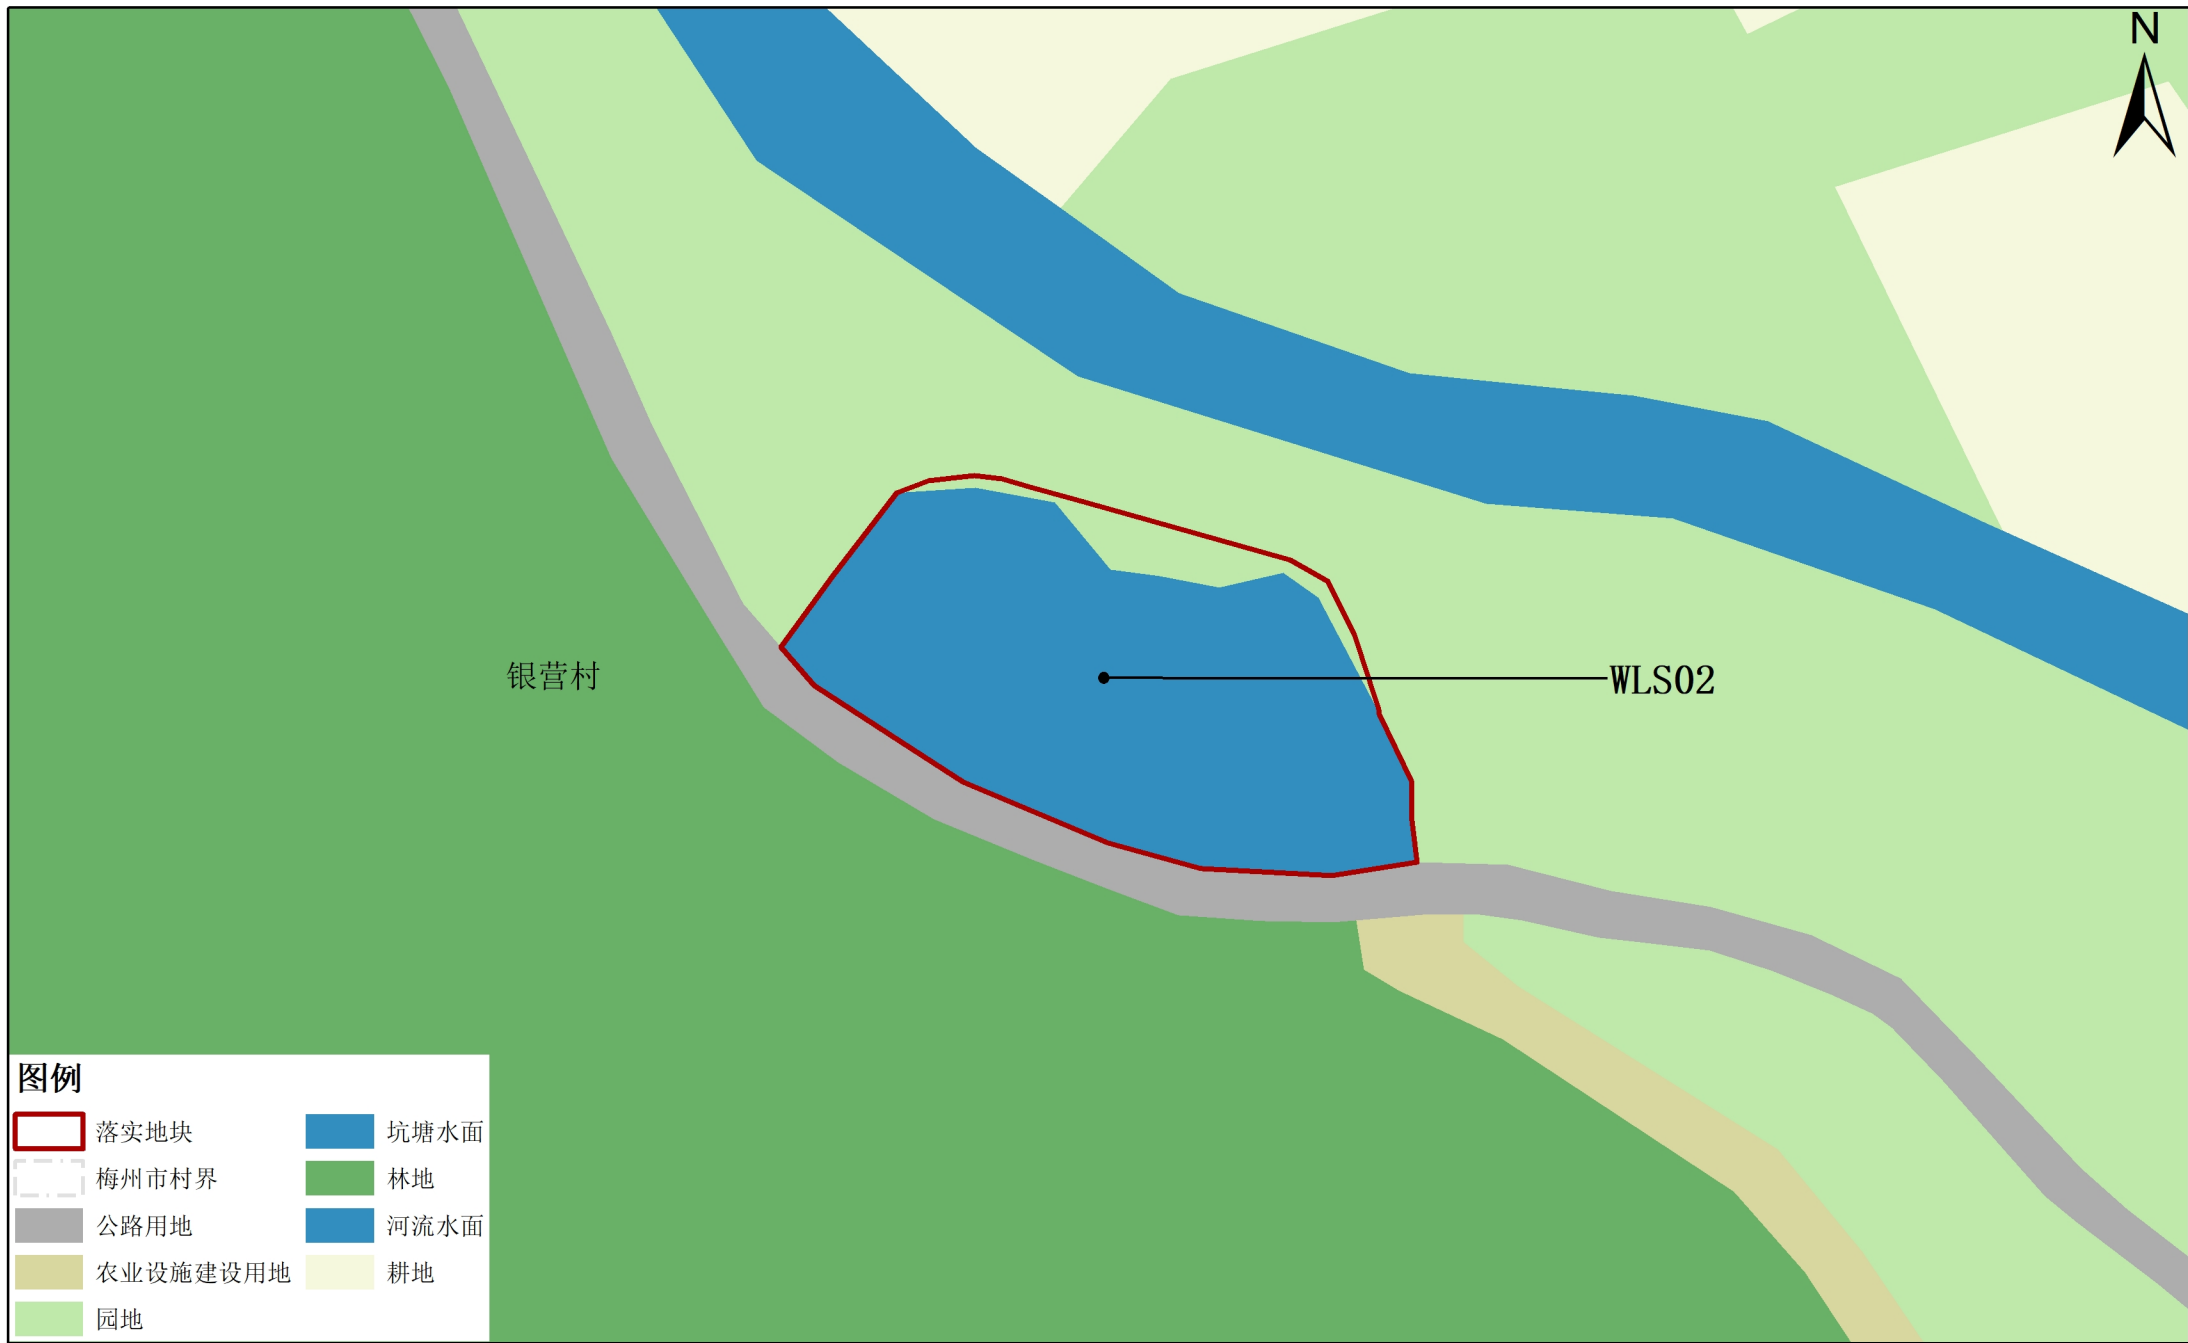 N
银营村
WLS02
图例
落实地块
梅州市村界
公路用地
农业设施建设用地
园地
坑塘水面
林地
河流水面
耕地